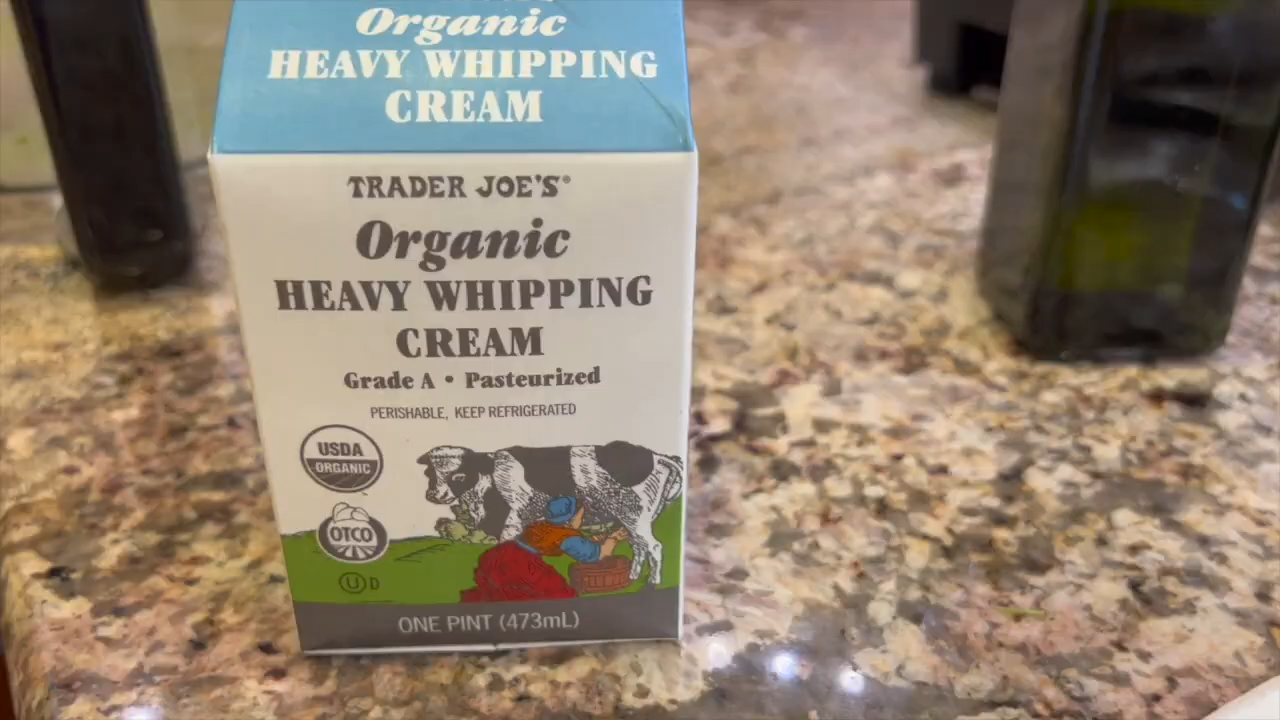 Organic
HEAVY WHIPPING
CREAM
TRADER JOE'S®
Organic
HEAVY WHIPPING
CREAM
Grade A • Pasteurized
PERISHABLE, KEEP REFRIGERATED
USDA
ORGANIC
OTCO
U D
ONE PINT (473mL)